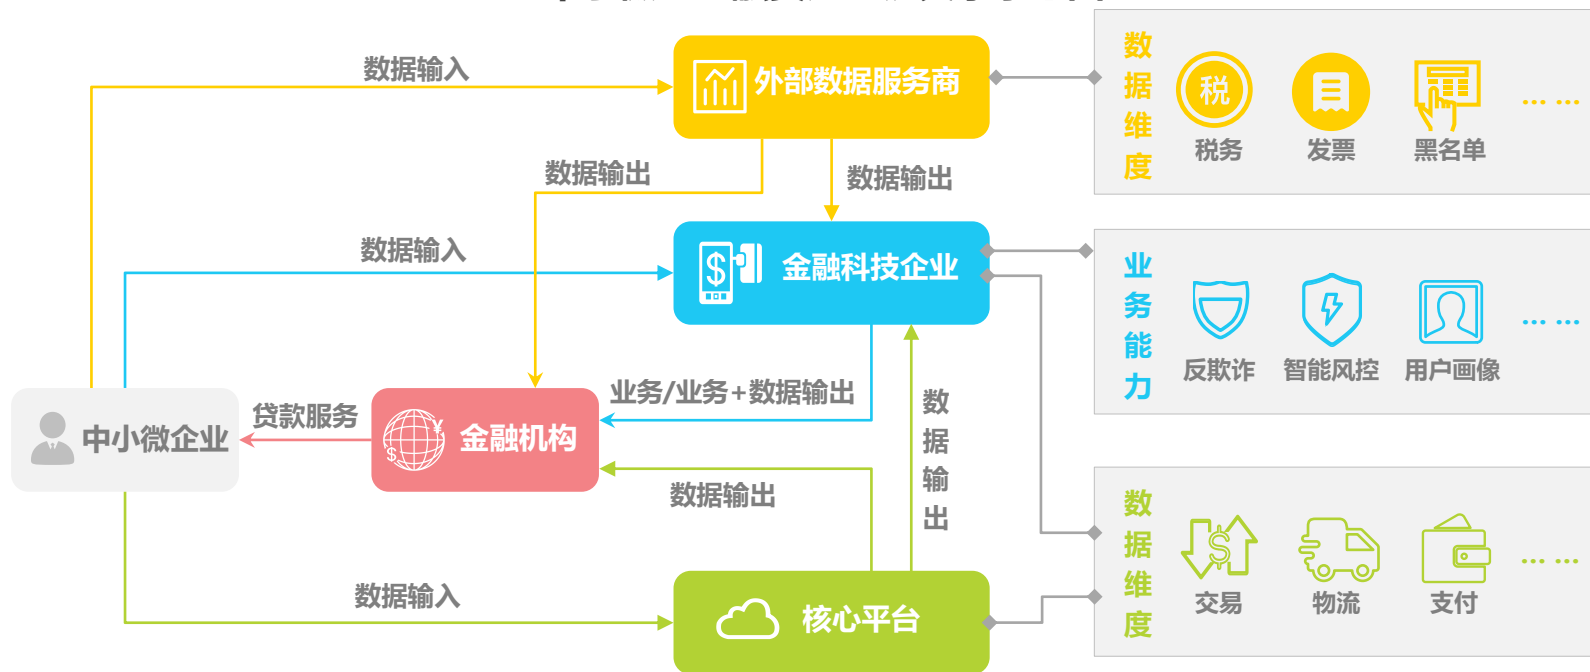 数据输入
外部数据服务商
数据输出
数据输出
数据输入
金融科技企业
业务/业务+数据输出
贷款服务
中小微企业
¥
$
金融机构
数据输出
数据输出
数据输入
核心平台
数据维度
税
税务
发票
黑名单
... ...
业务能力
反欺诈
智能风控
用户画像
... ...
数据维度
交易
物流
支付
... ...